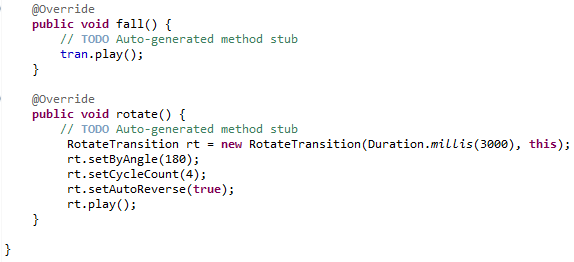 @Override
public void fall() {
// TODO Auto-generated method stub
tran.play();
}
@Override
public void rotate() {
// TODO Auto-generated method stub
RotateTransition rt = new RotateTransition(Duration.millis(3000), this);
rt.setByAngle(180);
rt.setCycleCount(4);
rt.setAutoReverse(true);
rt.play();
}
}